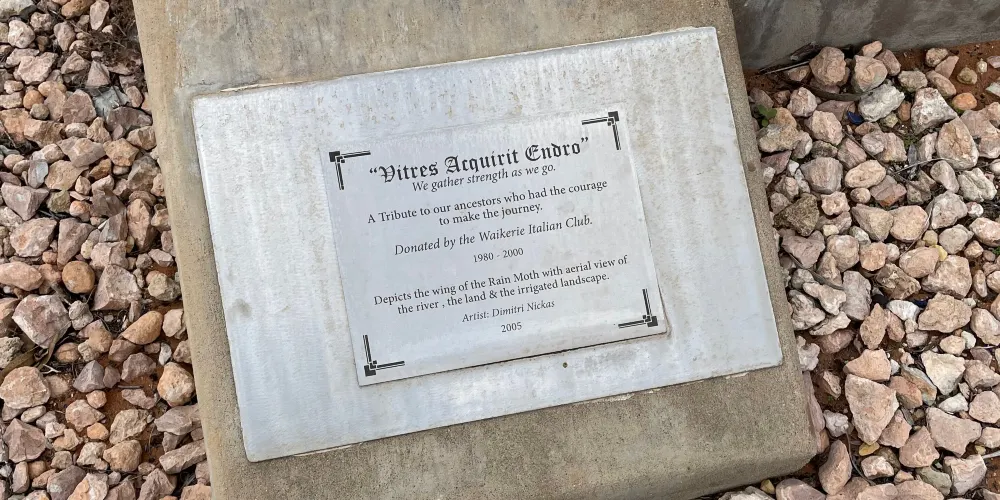 "Vitres Acquirit Endro"
We gather strength as we go.
A Tribute to our ancestors who had the courage
to make the journey.
Donated by the Waikerie Italian Club.
1980 - 2000
Depicts the wing of the Rain Moth with aerial view of
the river , the land & the irrigated landscape.
Artist: Dimitri Nickas
2005